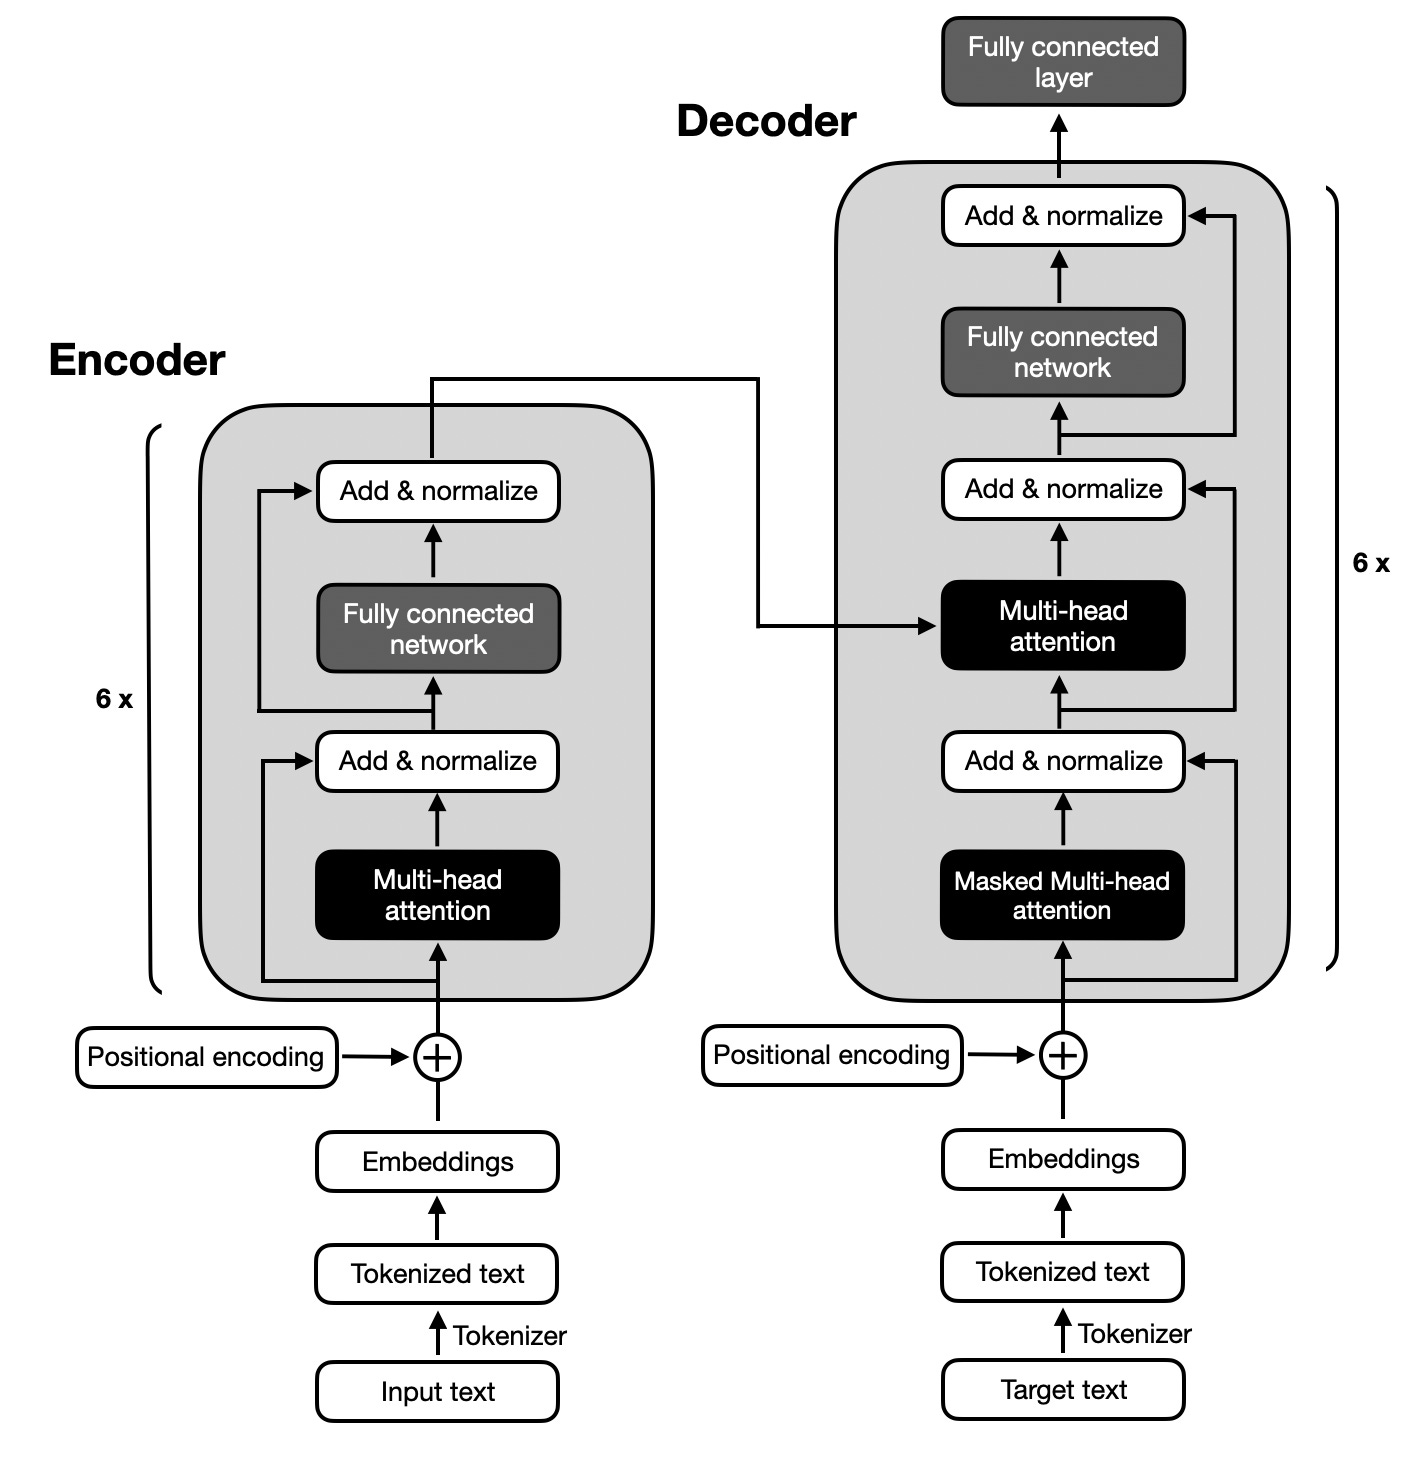 Fully connected
layer
Decoder
Add & normalize
Fully connected
network
Add & normalize
Multi-head
attention
Add & normalize
Masked Multi-head
attention
6 x
Positional encoding
+
Embeddings
Tokenized text
Tokenizer
Target text
Encoder
Add & normalize
Fully connected
network
Add & normalize
Multi-head
attention
6 x
Positional encoding
+
Embeddings
Tokenized text
Tokenizer
Input text